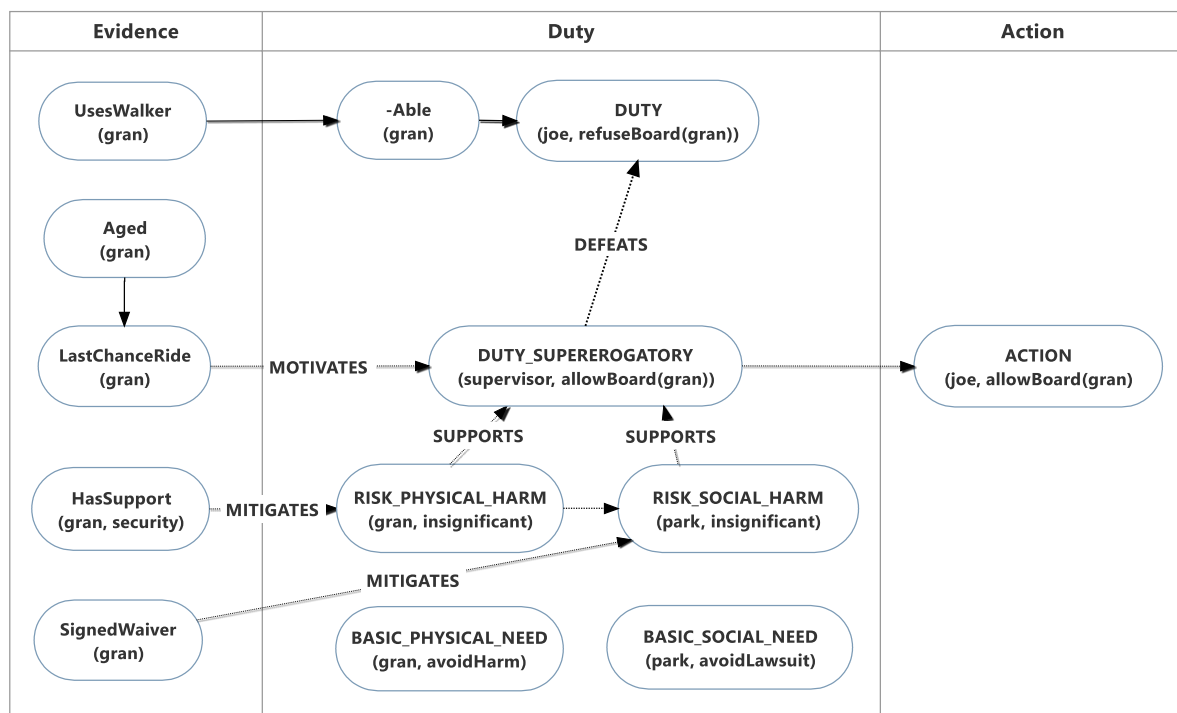 Evidence
Duty
Action
UsesWalker
(gran)
-Able
(gran)
DUTY
(joe, refuseBoard(gran))
Aged
(gran)
DEFEATS
LastChanceRide
(gran)
MOTIVATES
DUTY_SUPEREROGATORY
(supervisor, allowBoard(gran))
ACTION
(joe, allowBoard(gran)
SUPPORTS
SUPPORTS
HasSupport
(gran, security)
MITIGATES
RISK_PHYSICAL_HARM
(gran, insignificant)
RISK_SOCIAL_HARM
(park, insignificant)
MITIGATES
SignedWaiver
(gran)
BASIC_PHYSICAL_NEED
(gran, avoidHarm)
BASIC_SOCIAL_NEED
(park, avoidLawsuit)